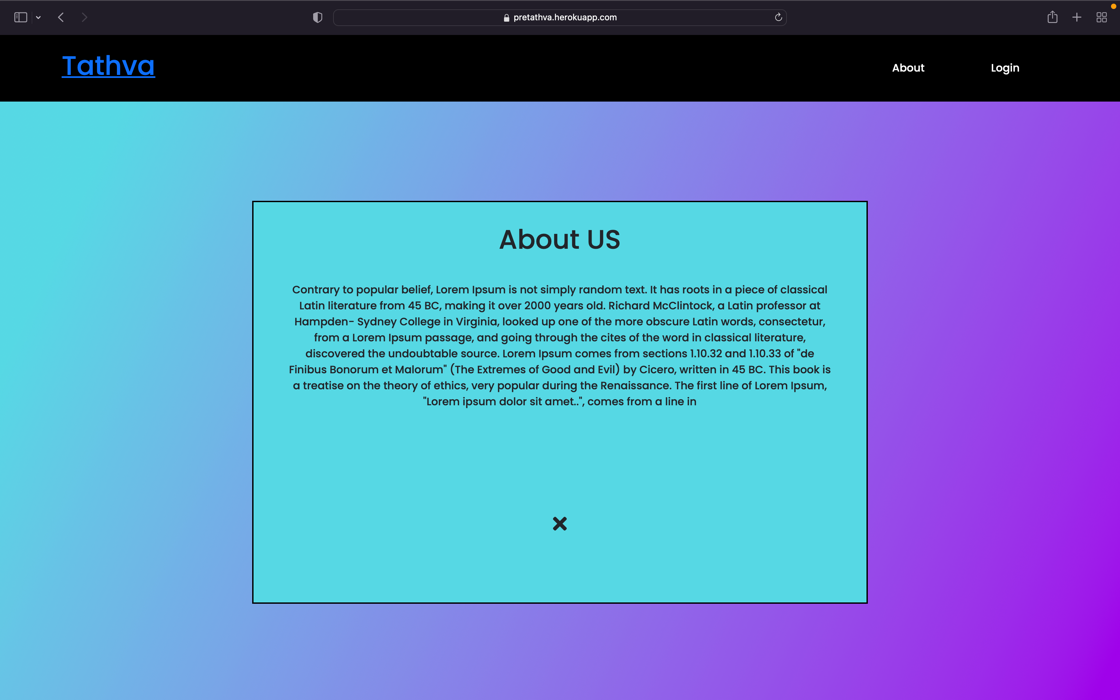 pretathva.herokuapp.com
Tathva
About
Login
About US
Contrary to popular belief, Lorem Ipsum is not simply random text. It has roots in a piece of classical
Latin literature from 45 BC, making it over 2000 years old. Richard McClintock, a Latin professor at
Hampden- Sydney College in Virginia, looked up one of the more obscure Latin words, consectetur,
from a Lorem Ipsum passage, and going through the cites of the word in classical literature,
discovered the undoubtable source. Lorem Ipsum comes from sections 1.10.32 and 1.10.33 of "de
Finibus Bonorum et Malorum" (The Extremes of Good and Evil) by Cicero, written in 45 BC. This book is
a treatise on the theory of ethics, very popular during the Renaissance. The first line of Lorem Ipsum,
"Lorem ipsum dolor sit amet..", comes from a line in